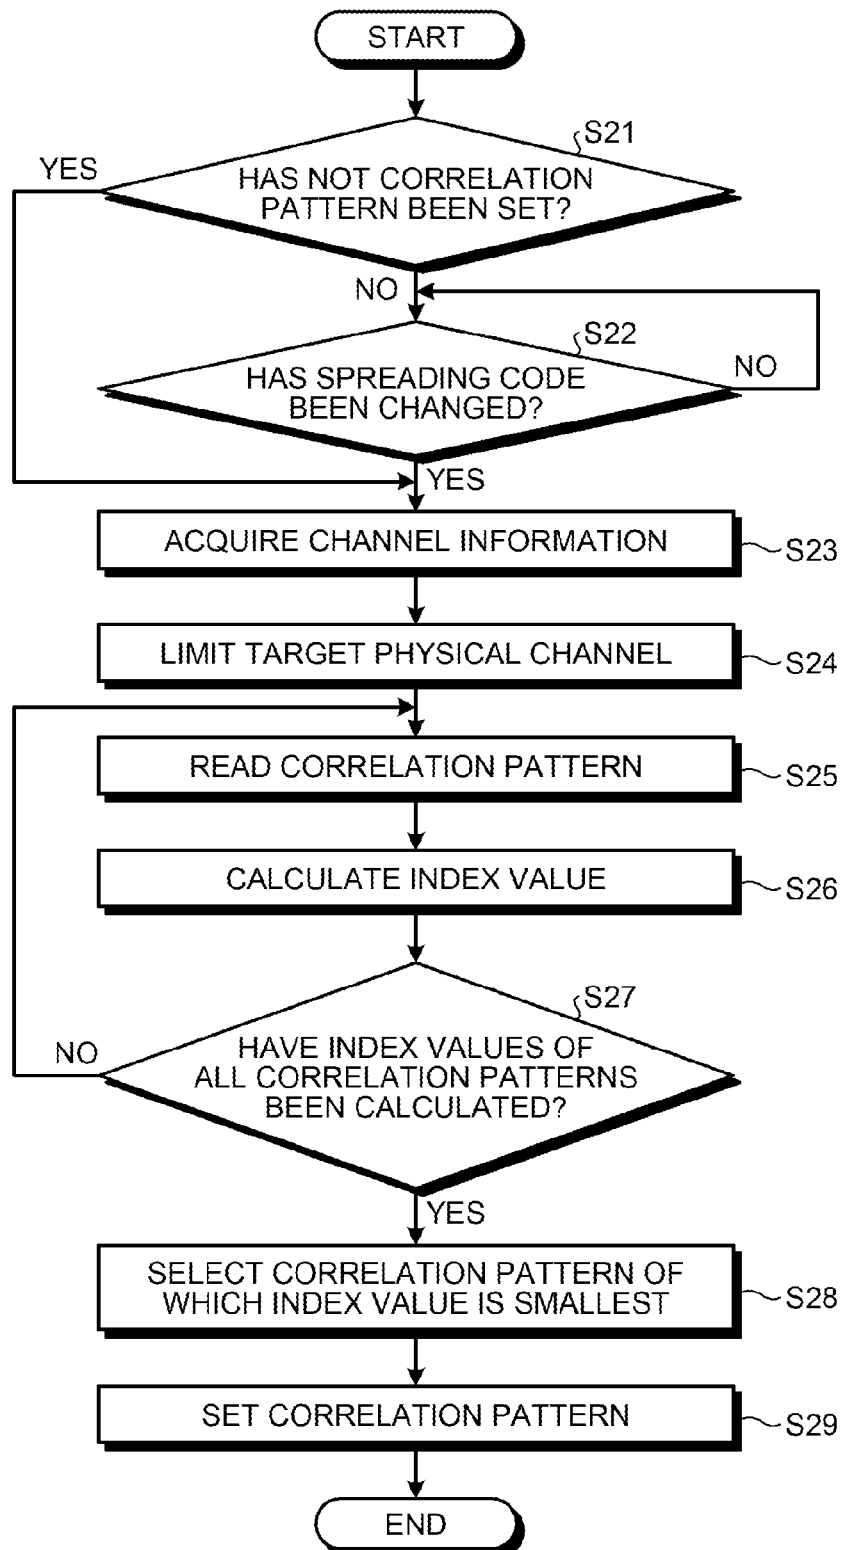 START
S21
YES
HAS NOT CORRELATION
PATTERN BEEN SET?
NO
S22
HAS SPREADING CODE
BEEN CHANGED?
NO
YES
ACQUIRE CHANNEL INFORMATION
S23
LIMIT TARGET PHYSICAL CHANNEL
S24
READ CORRELATION PATTERN
S25
CALCULATE INDEX VALUE
S26
S27
HAVE INDEX VALUES OF
ALL CORRELATION PATTERNS
BEEN CALCULATED?
NO
YES
SELECT CORRELATION PATTERN OF
WHICH INDEX VALUE IS SMALLEST
S28
SET CORRELATION PATTERN
S29
END